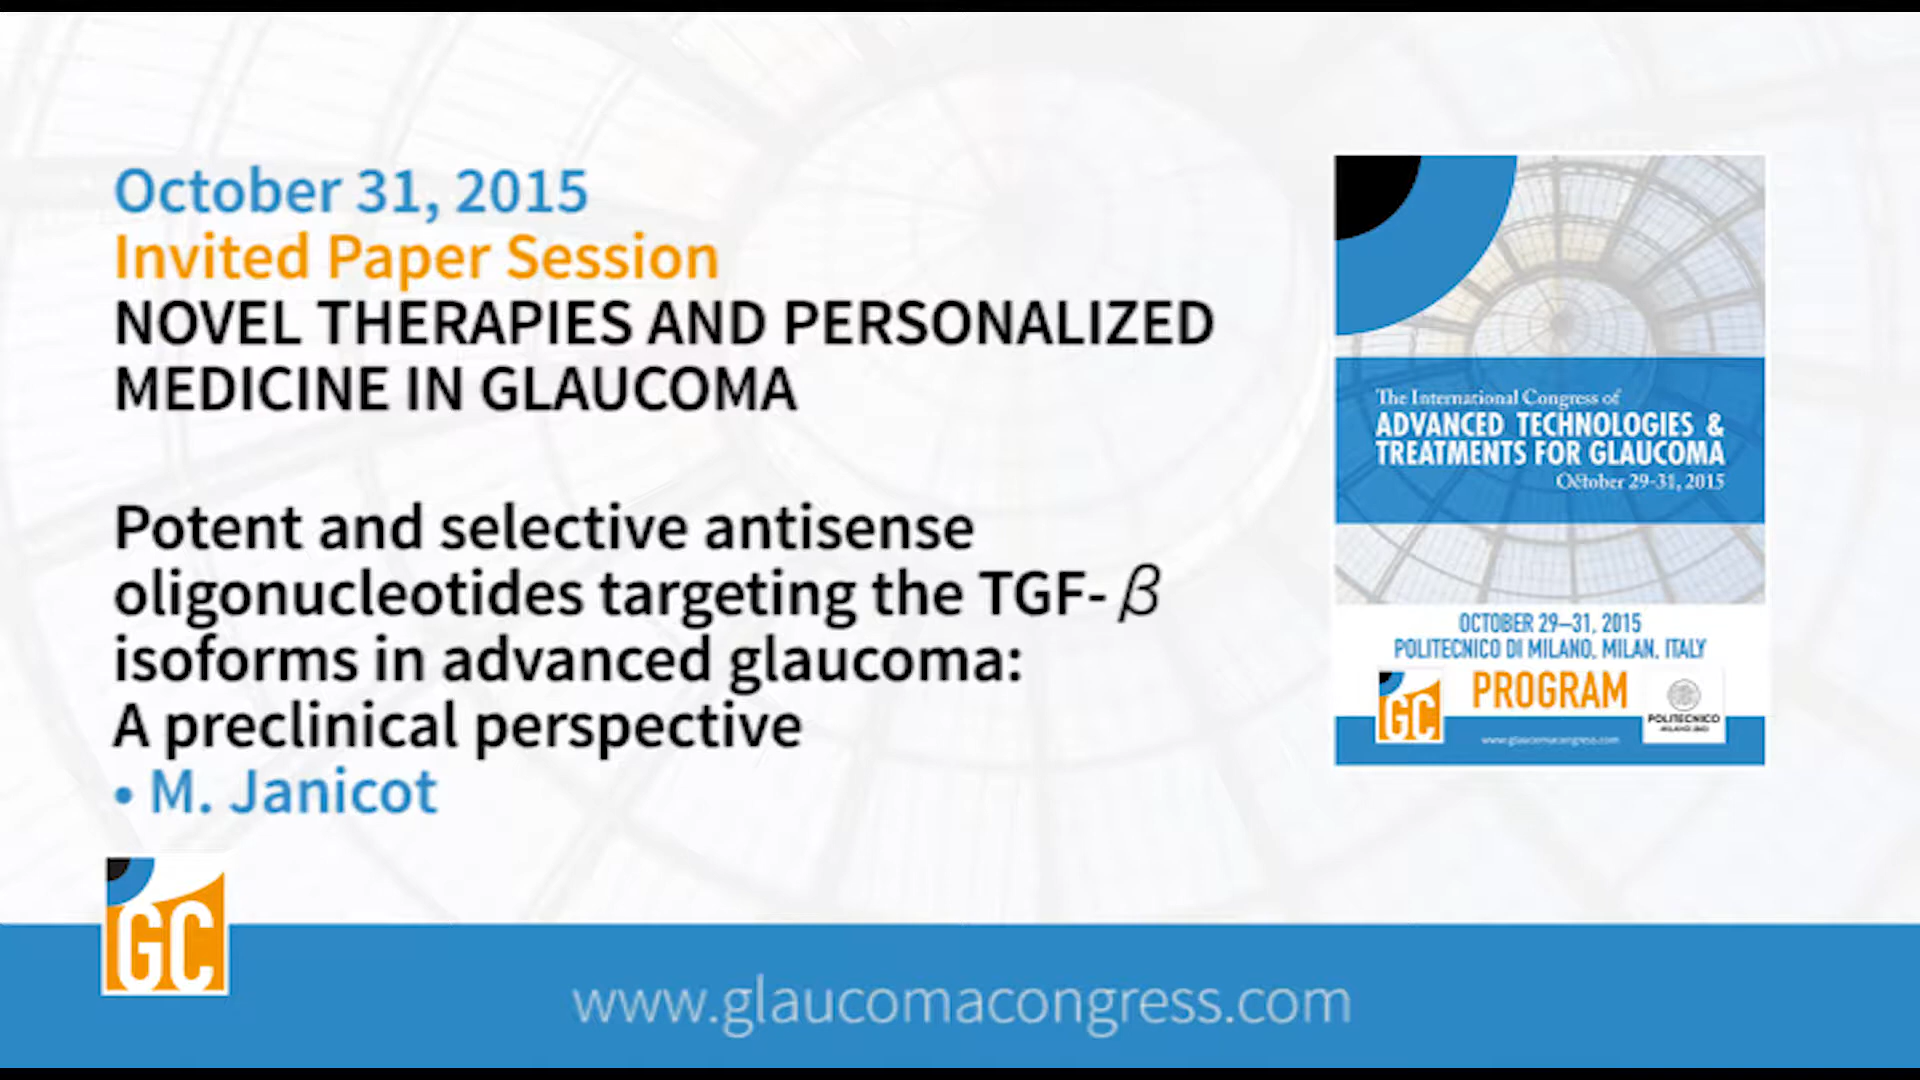 October 31, 2015
Invited Paper Session
NOVEL THERAPIES AND PERSONALIZED
MEDICINE IN GLAUCOMA
Potent and selective antisense
oligonucleotides targeting the TGF-β
isoforms in advanced glaucoma:
A preclinical perspective
• M. Janicot
GC
www.glaucomacongress.com
The International Congress of
ADVANCED TECHNOLOGIES &
TREATMENTS FOR GLAUCOMA
October 29-31, 2015
OCTOBER 29–31, 2015
POLITECNICO DI MILANO, MILAN, ITALY
PROGRAM
GC
POLITECNICO
www.glaucomacongress.com